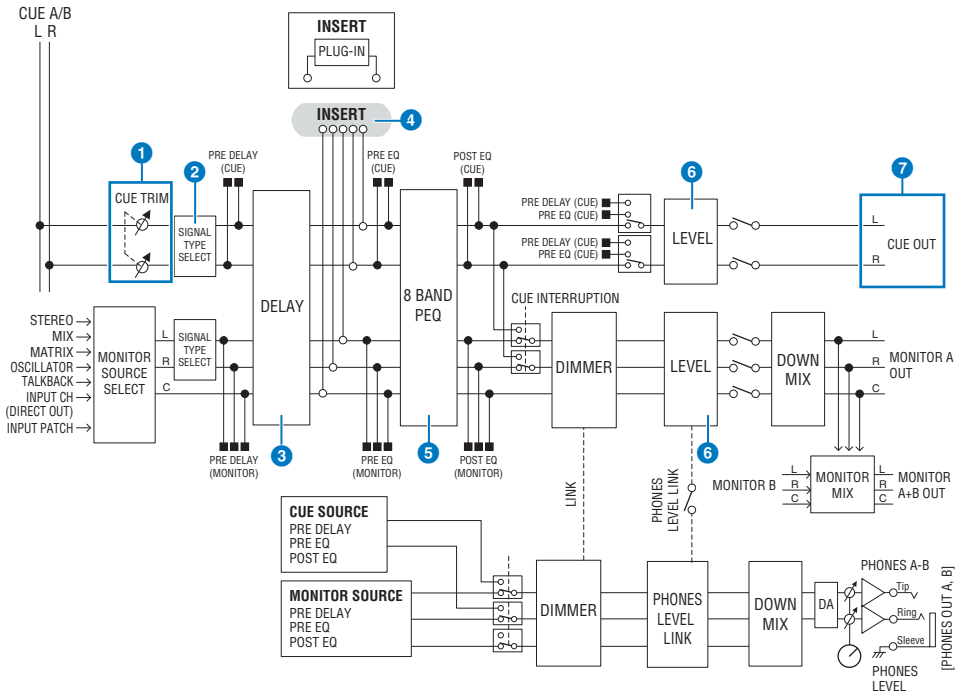 CUE A/B
L R
INSERT
PLUG-IN
INSERT
4
1
2
PRE DELAY
(CUE)
PRE EQ
(CUE)
POST EQ
(CUE)
6
7
CUE TRIM
SIGNAL
TYPE
SELECT
PRE DELAY (CUE)
PRE EQ (CUE)
PRE DELAY (CUE)
PRE EQ (CUE)
LEVEL
L
CUE OUT
R
DELAY
8 BAND
PEQ
CUE INTERRUPTION
STEREO
MIX
MATRIX
OSCILLATOR
TALKBACK
INPUT CH
(DIRECT OUT)
INPUT PATCH
MONITOR
SOURCE
SELECT
L
R
C
SIGNAL
TYPE
SELECT
DIMMER
LEVEL
DOWN
MIX
L
R
C
MONITOR A
OUT
3
5
6
PRE DELAY
(MONITOR)
PRE EQ
(MONITOR)
POST EQ
(MONITOR)
MONITOR B
L
R
C
MONITOR
MIX
L
R
C
MONITOR
A+B OUT
LINK
PHONES
LEVEL LINK
CUE SOURCE
PRE DELAY
PRE EQ
POST EQ
MONITOR SOURCE
PRE DELAY
PRE EQ
POST EQ
DIMMER
PHONES
LEVEL
LINK
DOWN
MIX
DA
PHONES A-B
Tip
Ring
Sleeve
PHONES
LEVEL
[PHONES OUT A, B]